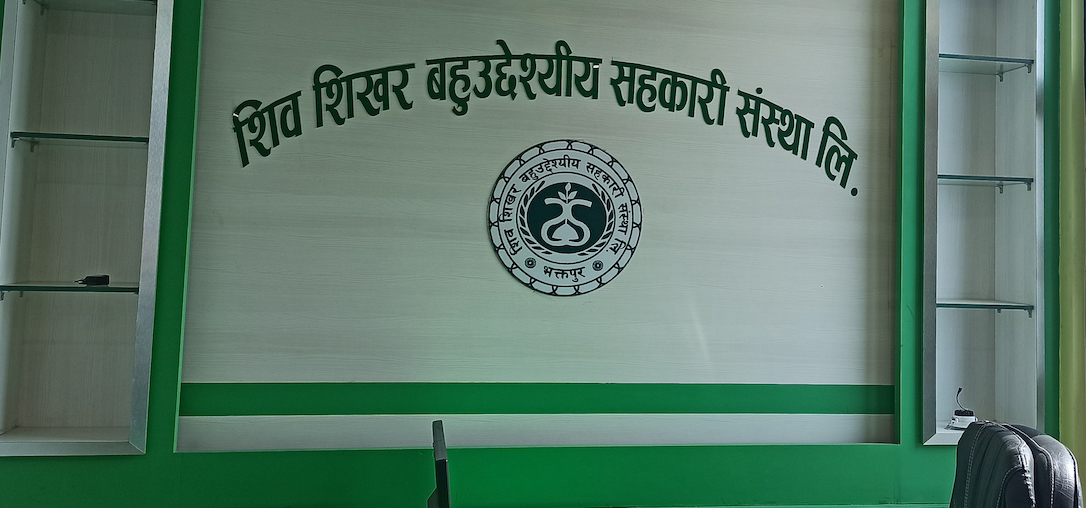 शिव शिखर बहुउद्देश्यीय सहकारी संस्था लि.
शिव शिखर बहुउद्देश्यीय सहकारी संस्था लि
भक्तपुर